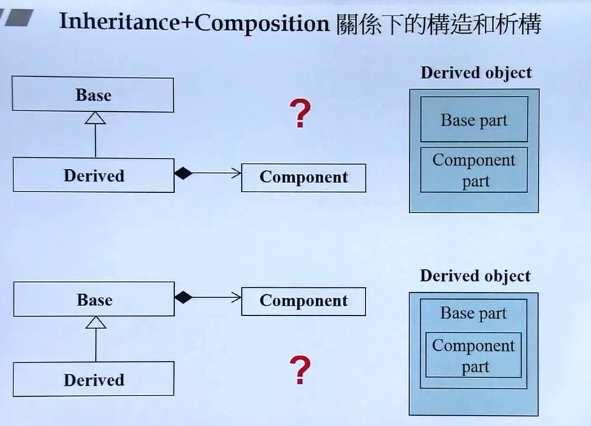 Inheritance+Composition 關係下的構造和析構
Base
?
Derived
Component
Derived object
Base part
Component
part
Base
Component
Derived
?
Derived object
Base part
Component
part